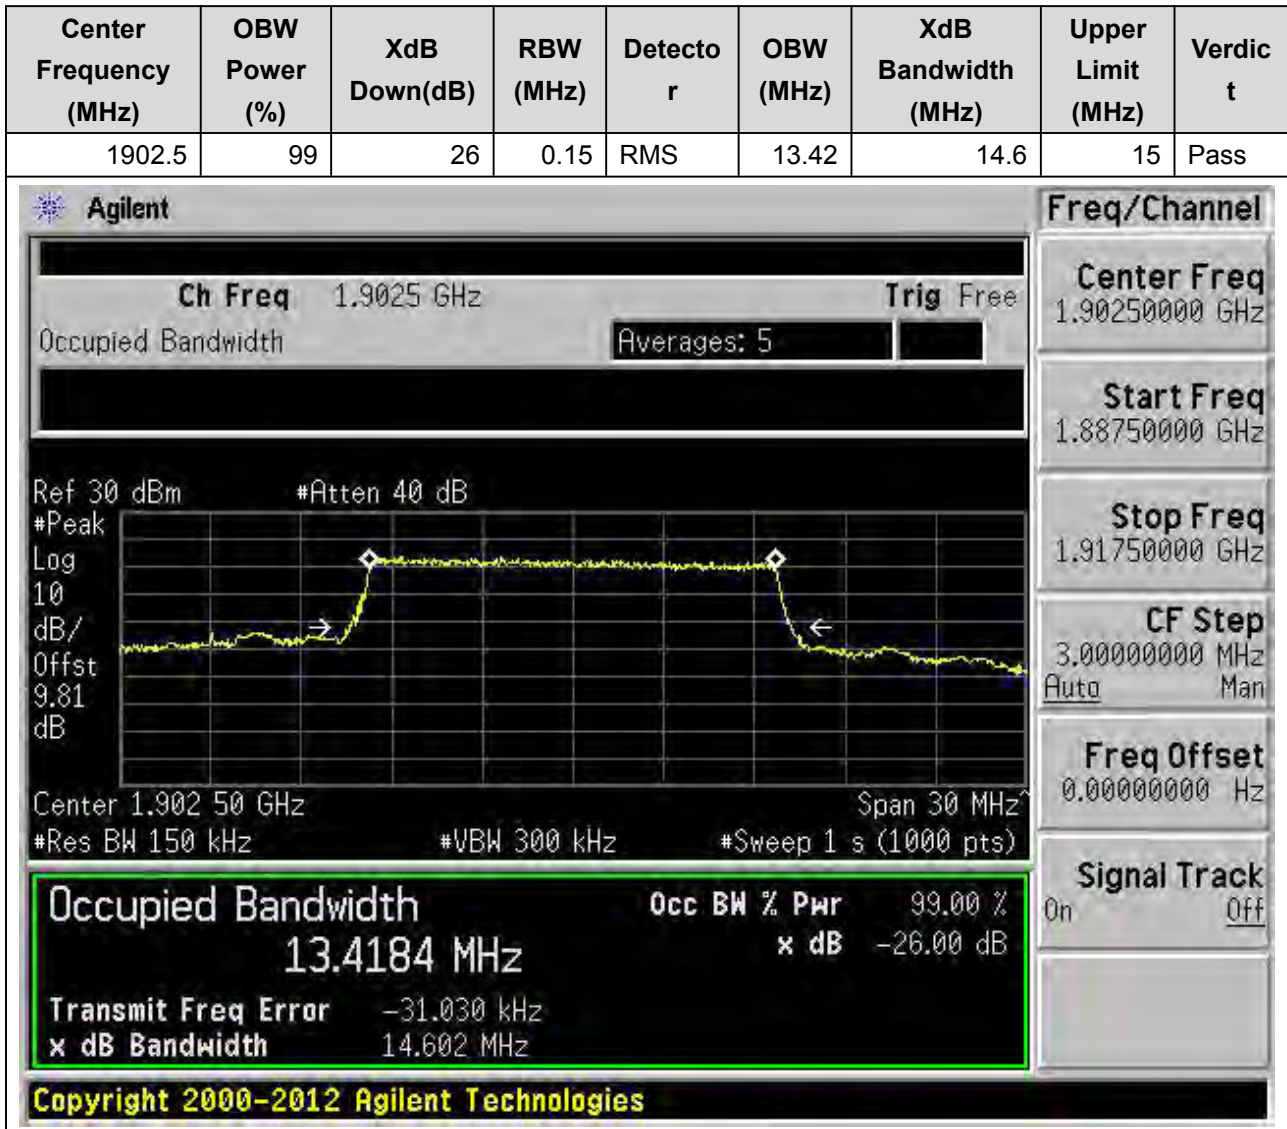 Center Frequency (MHz) OBW Power (%) XdB Down(dB) RBW (MHz) Detecto r OBW (MHz) XdB Bandwidth (MHz) Upper Limit (MHz) Verdic t
1902.5 99 26 0.15 RMS 13.42 14.6 15 Pass
Agilent
Freq/Channel
Ch Freq 1.9025 GHz Trig Free
Occupied Bandwidth Averages: 5
Center Freq
1.90250000 GHz
Start Freq
1.88750000 GHz
Stop Freq
1.91750000 GHz
CF Step
3.00000000 MHz
Auto Man
Freq Offset
0.00000000 Hz
Signal Track
On Off
Ref 30 dBm #Atten 40 dB
#Peak
Log
10
dB/
Offst
9.81
dB
Center 1.902 50 GHz Span 30 MHz^
#Res BW 150 kHz #VBW 300 kHz #Sweep 1 s (1000 pts)
Occupied Bandwidth Occ BW % Pwr 99.00 %
13.4184 MHz x dB -26.00 dB
Transmit Freq Error -31.030 kHz
x dB Bandwidth 14.602 MHz
Copyright 2000-2012 Agilent Technologies